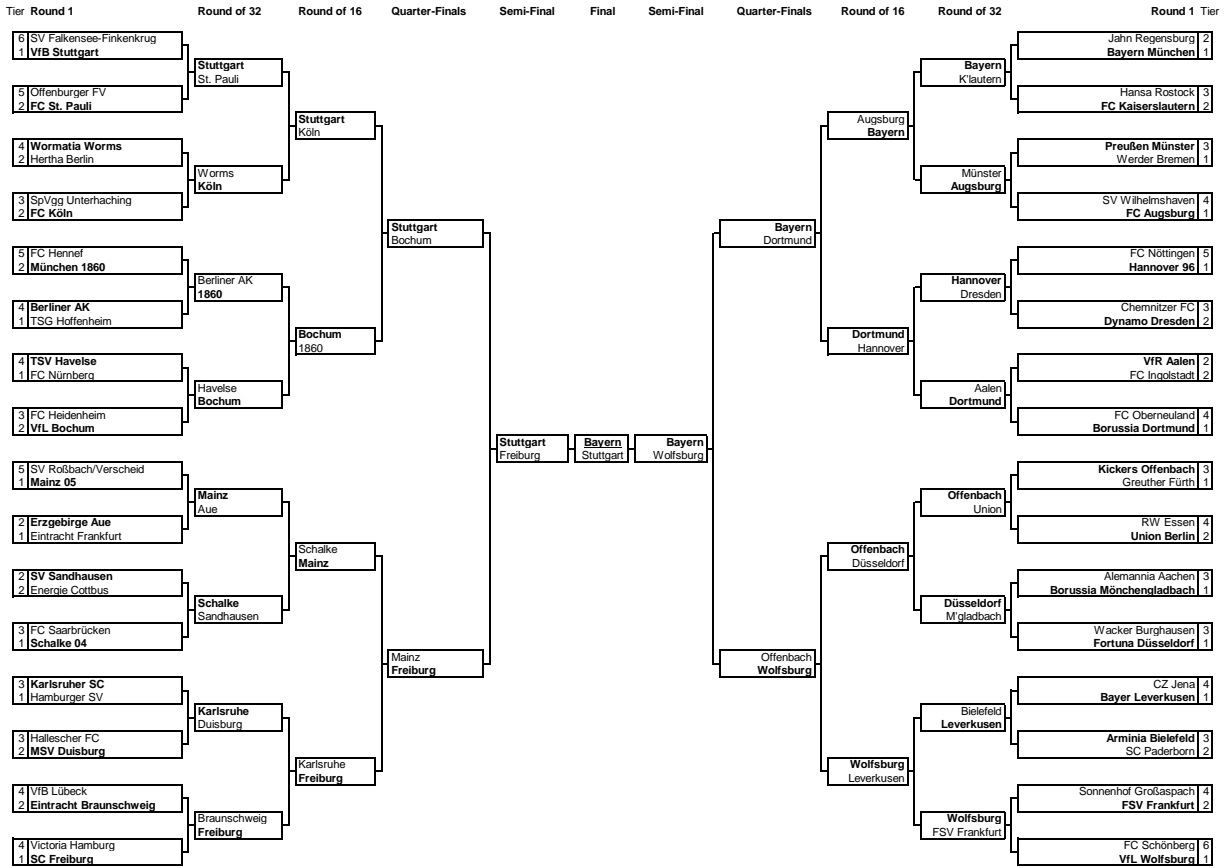 Tier Round 1 Round of 32 Round of 16 Quarter-Finals Semi-Final Final Semi-Final Quarter-Finals Round of 16 Round of 32 Round 1 Tier
6 SV Falkensee-Finkenkrug
1 VfB Stuttgart
Stuttgart
St. Pauli
5 Offenburger FV
2 FC St. Pauli
Stuttgart
Köln
4 Wormatia Worms
2 Hertha Berlin
Worms
Köln
3 SpVgg Unterhaching
2 FC Köln
Stuttgart
Bochum
5 FC Hennef
2 München 1860
Berliner AK
1860
4 Berliner AK
1 TSG Hoffenheim
Bochum
1860
4 TSV Havelse
1 FC Nürnberg
Havelse
Bochum
3 FC Heidenheim
2 VfL Bochum
Stuttgart
Freiburg
5 SV Roßbach/Verscheid
1 Mainz 05
Mainz
Aue
2 Erzgebirge Aue
1 Eintracht Frankfurt
Schalke
Mainz
2 SV Sandhausen
2 Energie Cottbus
Schalke
Sandhausen
3 FC Saarbrücken
1 Schalke 04
Mainz
Freiburg
3 Karlsruher SC
1 Hamburger SV
Karlsruhe
Duisburg
3 Hallescher FC
2 MSV Duisburg
Karlsruhe
Freiburg
4 VfB Lübeck
2 Eintracht Braunschweig
Braunschweig
Freiburg
4 Victoria Hamburg
1 SC Freiburg
Bayern
Stuttgart
Bayern
Wolfsburg
Jahn Regensburg 2
Bayern München 1
Bayern
K'lautern
Hansa Rostock 3
FC Kaiserslautern 2
Augsburg
Bayern
Preußen Münster 3
Werder Bremen 1
Münster
Augsburg
SV Wilhelmshaven 4
FC Augsburg 1
Bayern
Dortmund
FC Nöttingen 5
Hannover 96 1
Hannover
Dresden
Chemnitzer FC 3
Dynamo Dresden 2
Dortmund
Hannover
VfR Aalen 2
FC Ingolstadt 2
Aalen
Dortmund
FC Oberneuland 4
Borussia Dortmund 1
Kickers Offenbach 3
Greuther Fürth 1
Offenbach
Union
RW Essen 4
Union Berlin 2
Offenbach
Düsseldorf
Alemannia Aachen 3
Borussia Mönchengladbach 1
Düsseldorf
M'gladbach
Wacker Burghausen 3
Fortuna Düsseldorf 1
Offenbach
Wolfsburg
CZ Jena 4
Bayer Leverkusen 1
Bielefeld
Leverkusen
Arminia Bielefeld 3
SC Paderborn 2
Wolfsburg
Leverkusen
Sonnenhof Großaspach 4
FSV Frankfurt 2
Wolfsburg
FSV Frankfurt
FC Schönberg 6
VfL Wolfsburg 1